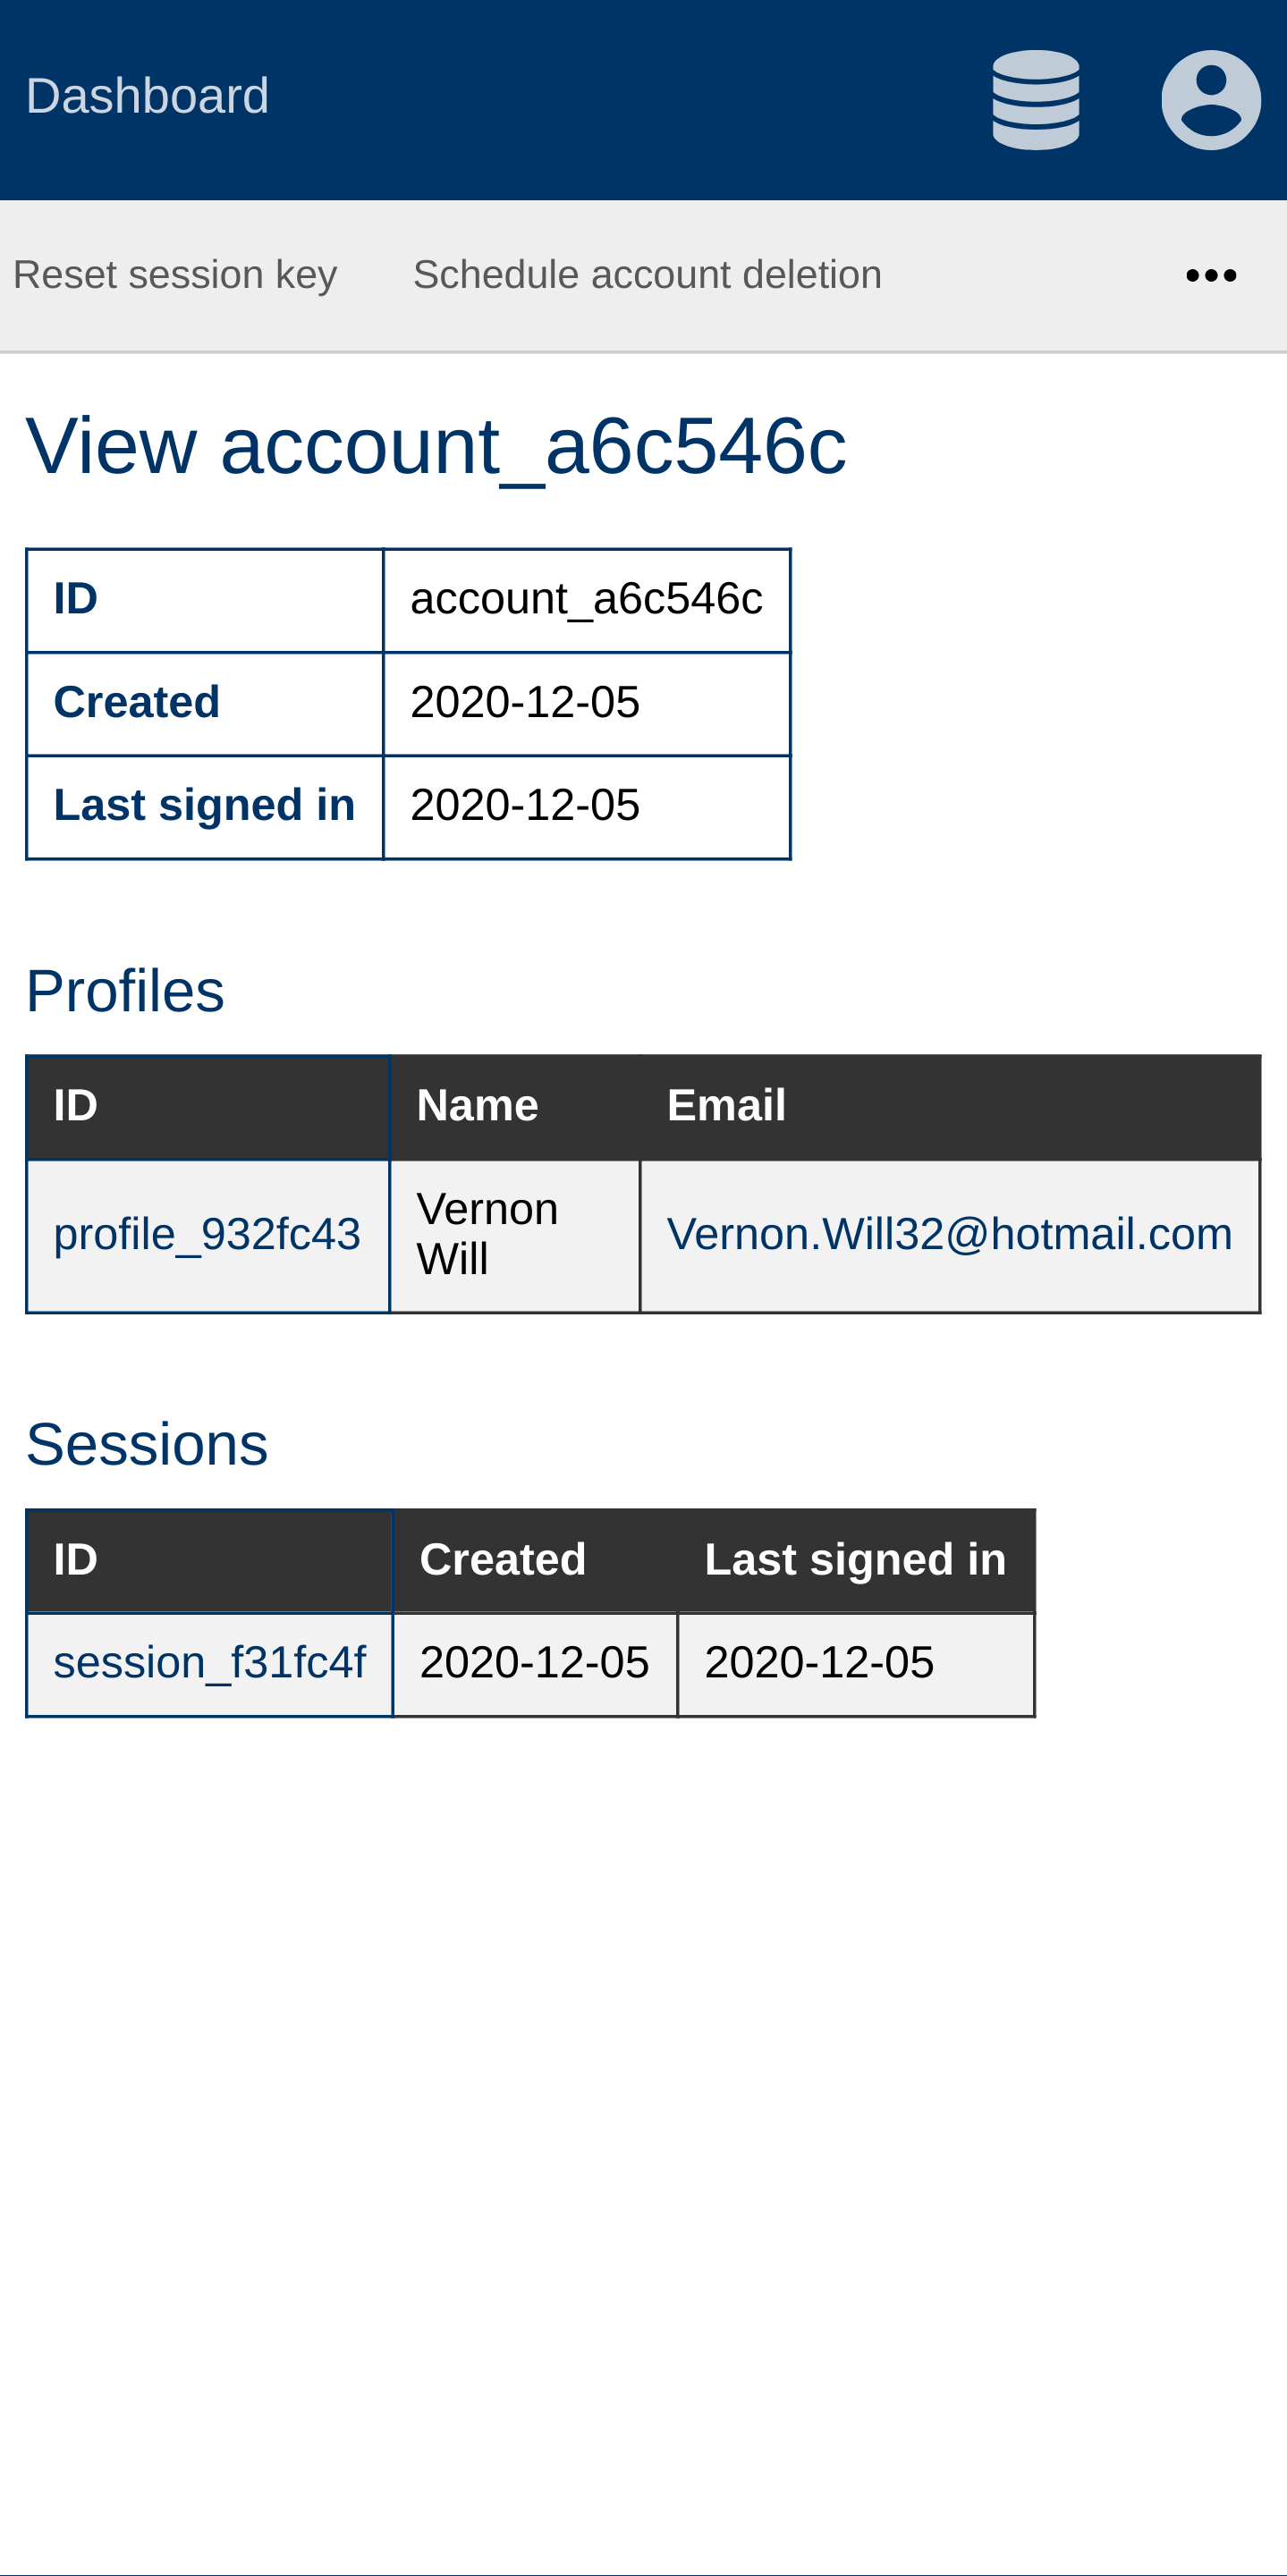 Dashboard
Reset session key Schedule account deletion •••
View account_a6c546c
ID account_a6c546c
Created 2020-12-05
Last signed in 2020-12-05
Profiles
ID Name Email
profile_932fc43 Vernon Will Vernon.Will32@hotmail.com
Sessions
ID Created Last signed in
session_f31fc4f 2020-12-05 2020-12-05